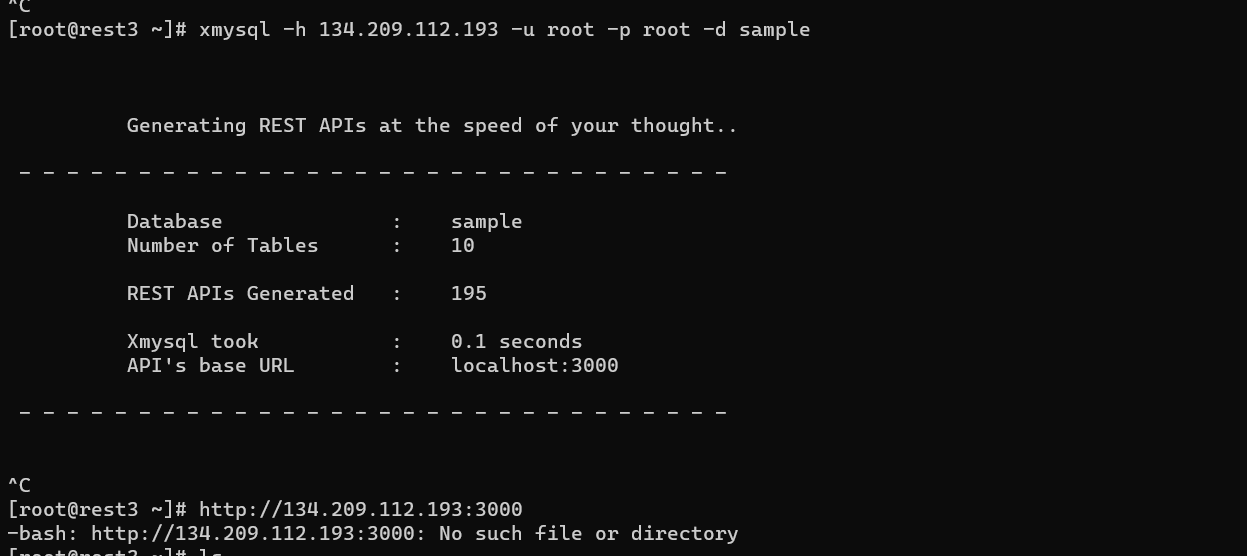 ^C
[root@rest3 ~]# xmysql -h 134.209.112.193 -u root -p root -d sample
Generating REST APIs at the speed of your thought..
- - - - - - - - - - - - - - - - - - - - - - - - - - - - - -
Database : sample
Number of Tables : 10
REST APIs Generated : 195
Xmysql took : 0.1 seconds
API's base URL : localhost:3000
- - - - - - - - - - - - - - - - - - - - - - - - - - - - - -
^C
[root@rest3 ~]# http://134.209.112.193:3000
-bash: http://134.209.112.193:3000: No such file or directory
[root@rest3 ~]# ls